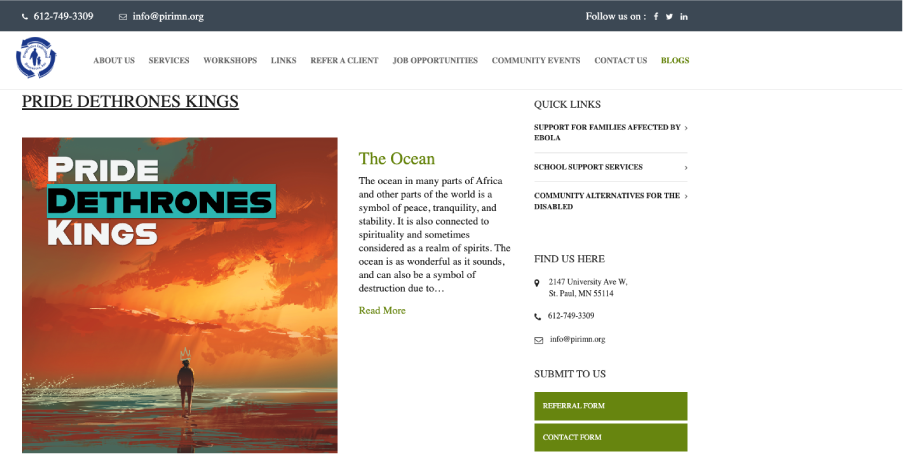 612-749-3309 info@pirimn.org Follow us on :
ABOUT US SERVICES WORKSHOPS LINKS REFER A CLIENT JOB OPPORTUNITIES COMMUNITY EVENTS CONTACT US BLOGS
PRIDE DETHRONES KINGS
PRIDE
DETHRONES
KINGS
The Ocean
The ocean in many parts of Africa
and other parts of the world is a
symbol of peace, tranquility, and
stability. It is also connected to
spirituality and sometimes
considered as a realm of spirits. The
ocean is as wonderful as it sounds,
and can also be a symbol of
destruction due to…
Read More
QUICK LINKS
SUPPORT FOR FAMILIES AFFECTED BY
EBOLA
SCHOOL SUPPORT SERVICES
COMMUNITY ALTERNATIVES FOR THE
DISABLED
FIND US HERE
2147 University Ave W,
St. Paul, MN 55114
612-749-3309
info@pirimn.org
SUBMIT TO US
REFERRAL FORM
CONTACT FORM